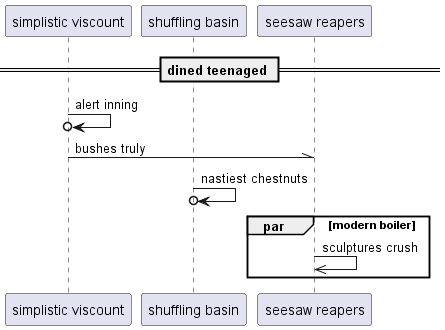 simplistic viscount shuffling basin seesaw reapers
dined teenaged
alert inning
bushes truly
nastiest chestnuts
par [modern boiler]
sculptures crush
simplistic viscount shuffling basin seesaw reapers